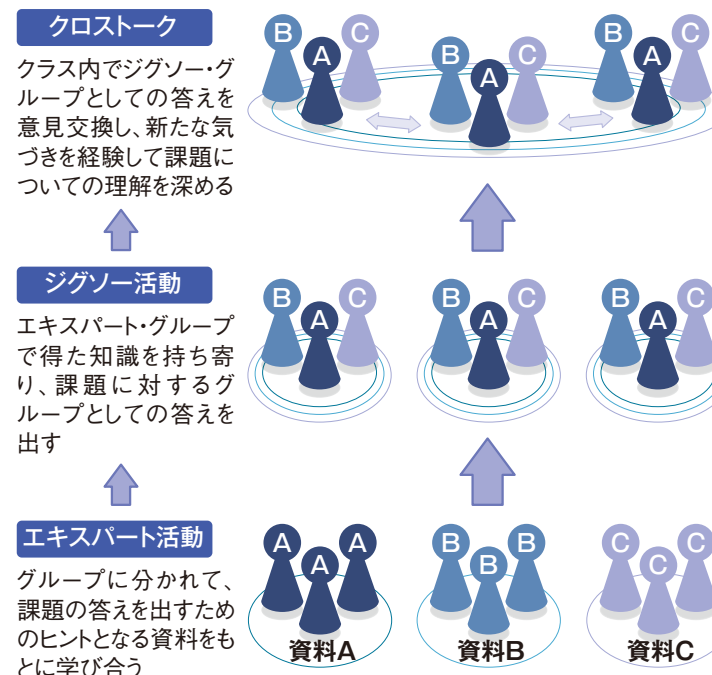 クロストーク
クラス内でジグソー・グ
ループとしての答えを
意見交換し、新たな気
づきを経験して課題に
ついての理解を深める
B A C B A C B A C
ジグソー活動
エキスパート・グループ
で得た知識を持ち寄
り、課題に対するグ
ループとしての答えを
出す
B A C B A C B A C
エキスパート活動
グループに分かれて、
課題の答えを出すため
のヒントとなる資料をも
とに学び合う
A A A B B B C C C
資料A 資料B 資料C